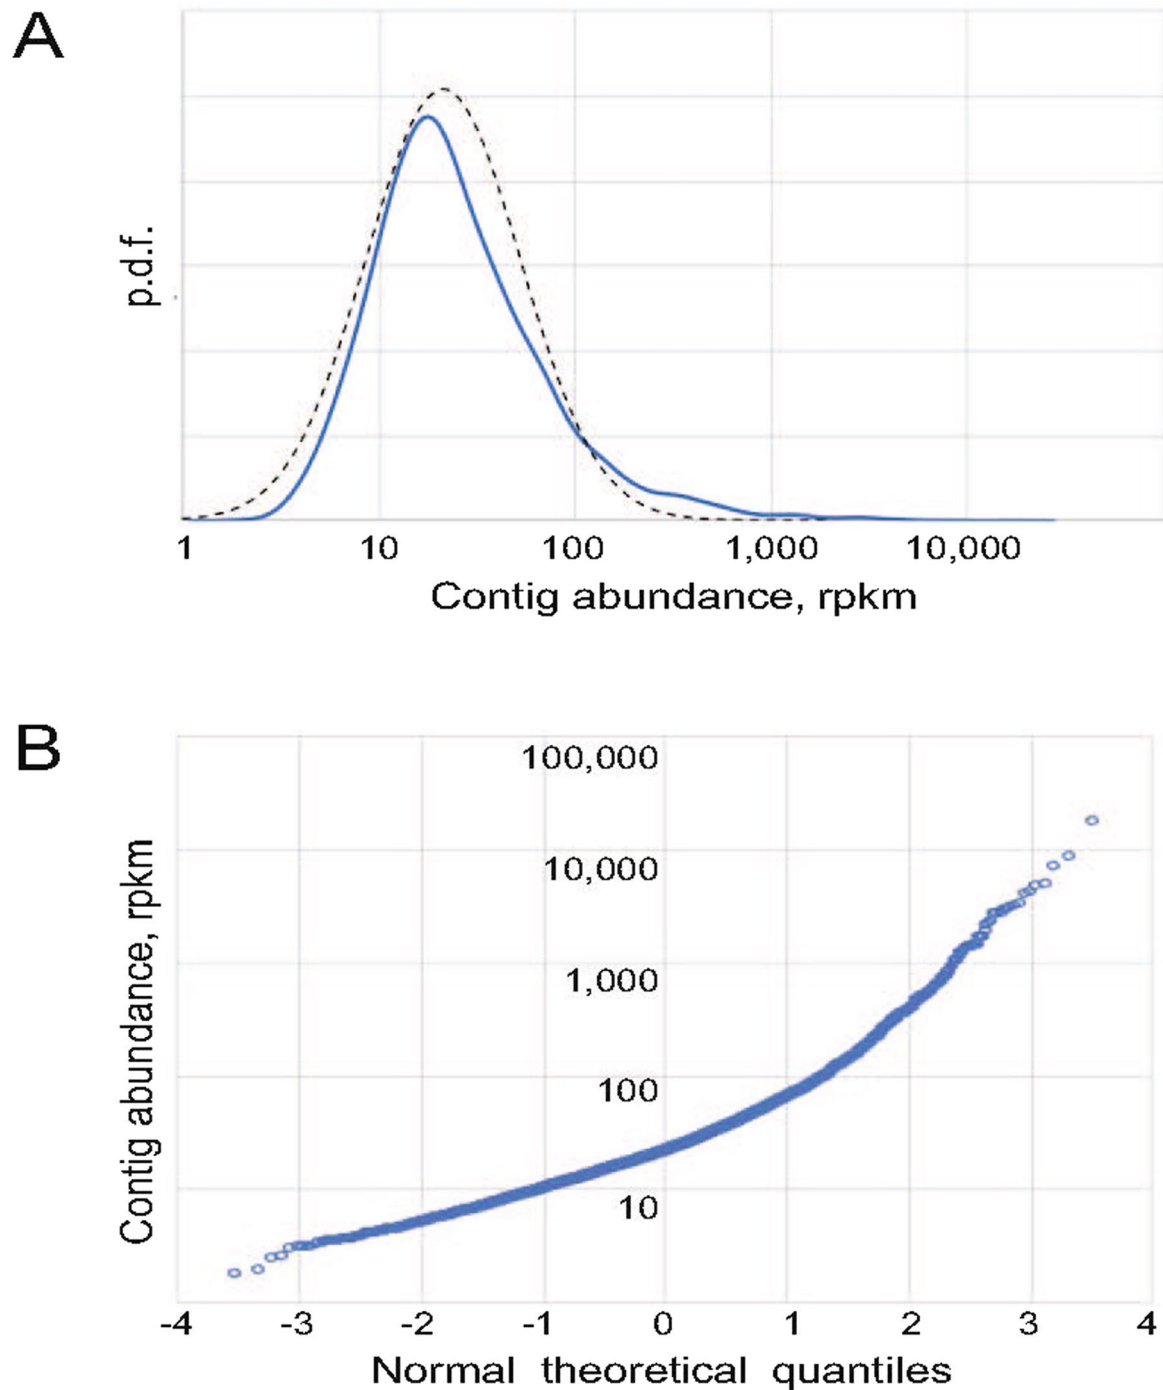 A
p.d.f.
1 10 100 1,000 10,000
Contig abundance, rpkm
B
Contig abundance, rpkm
100,000
10,000
1,000
100
10
-4 -3 -2 -1 0 1 2 3 4
Normal theoretical quantiles